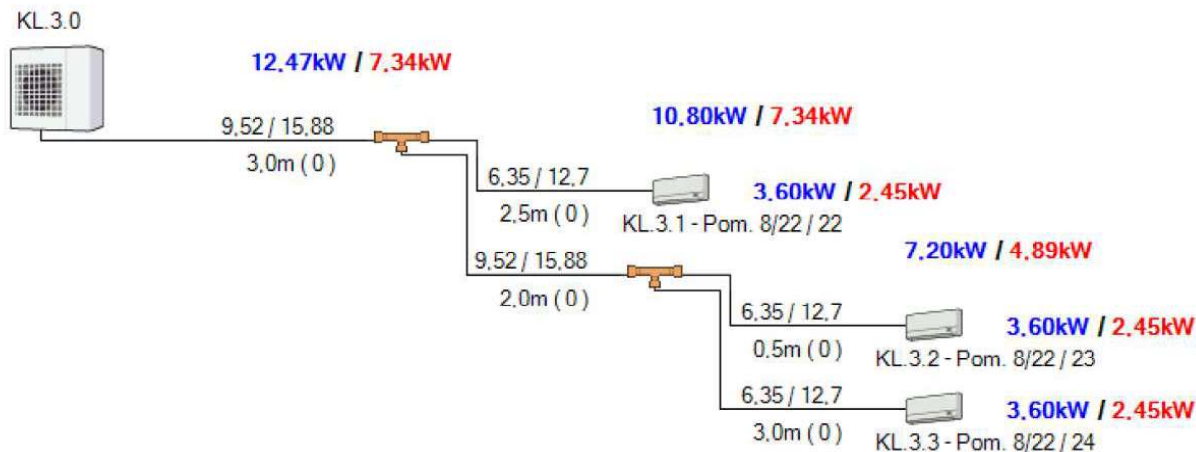 KL.3.0
12,47kW / 7,34kW
9,52 / 15,88
3,0m ( 0 )
10,80kW / 7,34kW
6,35 / 12,7
2,5m ( 0 )
3,60kW / 2,45kW
KL.3.1 - Pom. 8/22 / 22
9,52 / 15,88
2,0m ( 0 )
7,20kW / 4,89kW
6,35 / 12,7
0,5m ( 0 )
3,60kW / 2,45kW
KL.3.2 - Pom. 8/22 / 23
6,35 / 12,7
3,0m ( 0 )
3,60kW / 2,45kW
KL.3.3 - Pom. 8/22 / 24